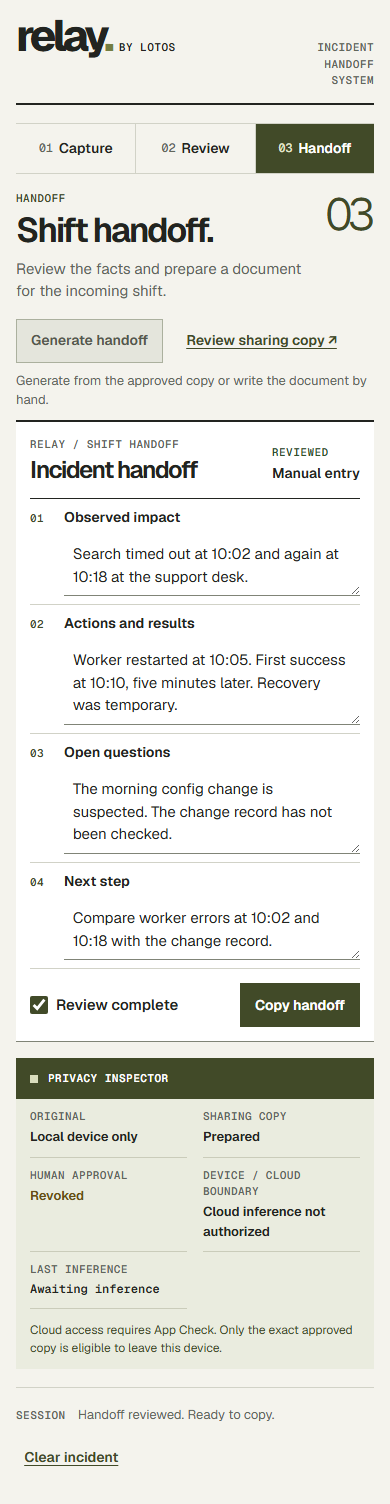 relay. BY LOTOS
INCIDENT
HANDOFF
SYSTEM
01 Capture
02 Review
03 Handoff
HANDOFF
Shift handoff.
03
Review the facts and prepare a document
for the incoming shift.
Generate handoff
Review sharing copy ↗
Generate from the approved copy or write the document by
hand.
RELAY / SHIFT HANDOFF
Incident handoff
REVIEWED
Manual entry
01 Observed impact
Search timed out at 10:02 and again at
10:18 at the support desk.
02 Actions and results
Worker restarted at 10:05. First success
at 10:10, five minutes later. Recovery
was temporary.
03 Open questions
The morning config change is
suspected. The change record has not
been checked.
04 Next step
Compare worker errors at 10:02 and
10:18 with the change record.
Review complete
Copy handoff
PRIVACY INSPECTOR
ORIGINAL
Local device only
SHARING COPY
Prepared
HUMAN APPROVAL
Revoked
DEVICE / CLOUD
BOUNDARY
Cloud inference not
authorized
LAST INFERENCE
Awaiting inference
Cloud access requires App Check. Only the exact approved
copy is eligible to leave this device.
SESSION Handoff reviewed. Ready to copy.
Clear incident